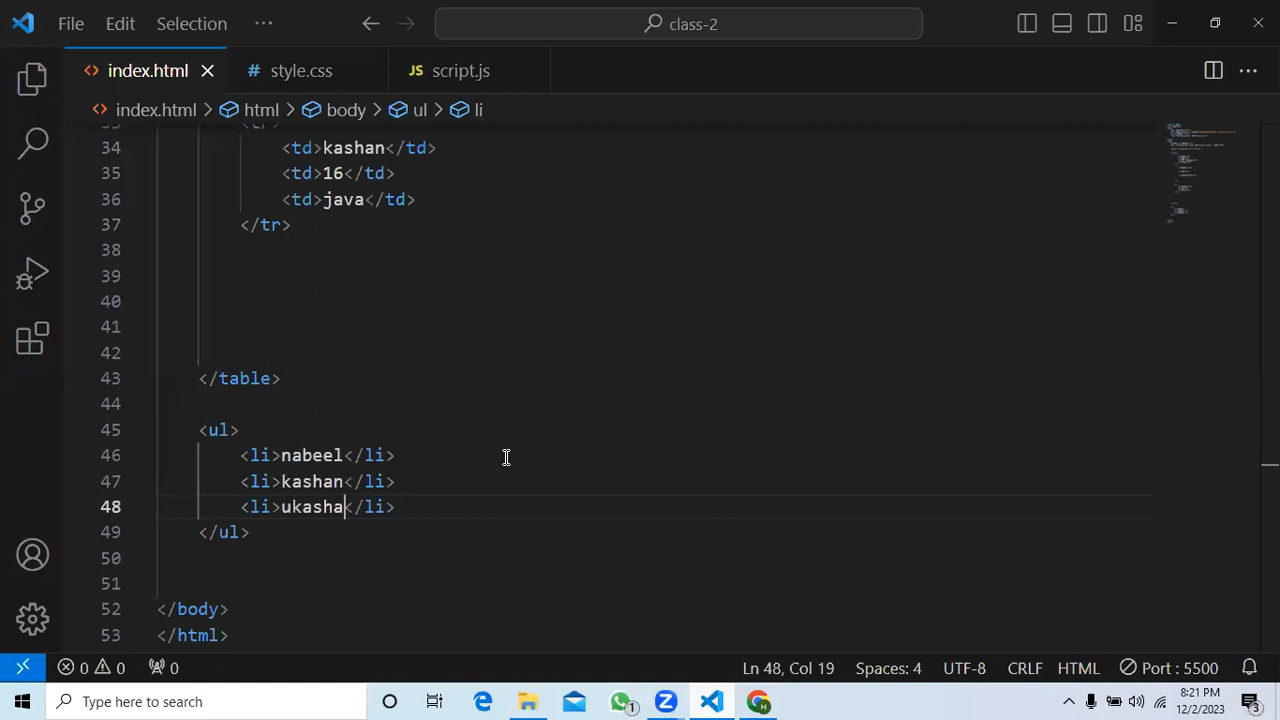 File Edit Selection ··· class-2
index.html style.css JS script.js ···
index.html > html > body > ul > li
33 <tr>
34 <td>kashan</td>
35 <td>16</td>
36 <td>java</td>
37 </tr>
38
39
40
41
42
43 </table>
44
45 <ul>
46 <li>nabeel</li>
47 <li>kashan</li>
48 <li>ukasha</li>
49 </ul>
50
51
52 </body>
53 </html>
0 0 0 Ln 48, Col 19 Spaces: 4 UTF-8 CRLF HTML Port : 5500
Type here to search 1 8:21 PM
12/2/2023 3